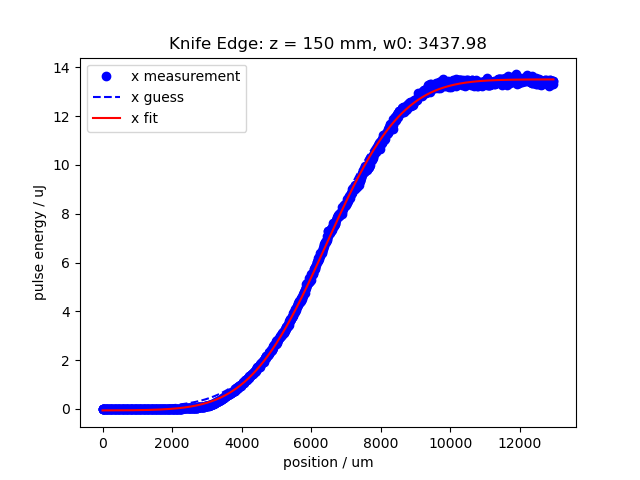 Knife Edge: z = 150 mm, w0: 3437.98
14
12
10
8
6
4
2
0
pulse energy / uJ
x measurement
x guess
x fit
0 2000 4000 6000 8000 10000 12000
position / um